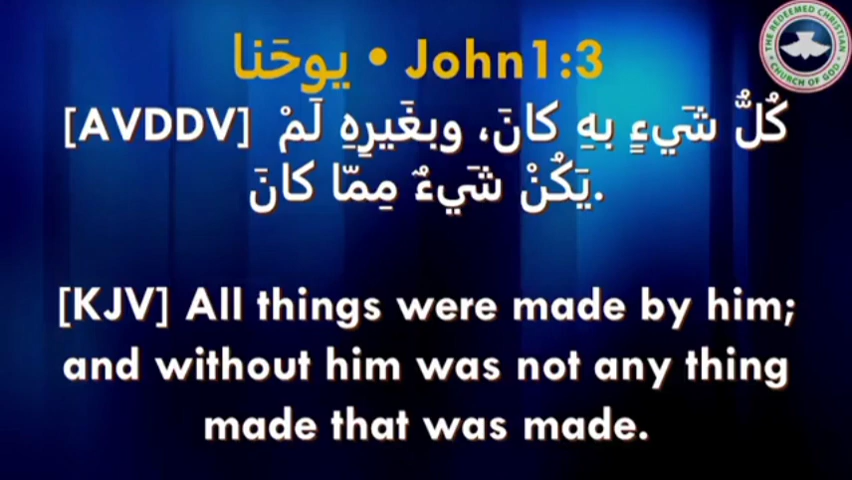 يوحَنا • John1:3
[AVDDV] كُلُّ شَيءٍ بهِ كانَ، وبغَيرِهِ لَمْ
يَكُنْ شَيءٌ مِمّا كانَ.
[KJV] All things were made by him;
and without him was not any thing
made that was made.
THE REDEEMED CHRISTIAN
CHURCH OF GOD